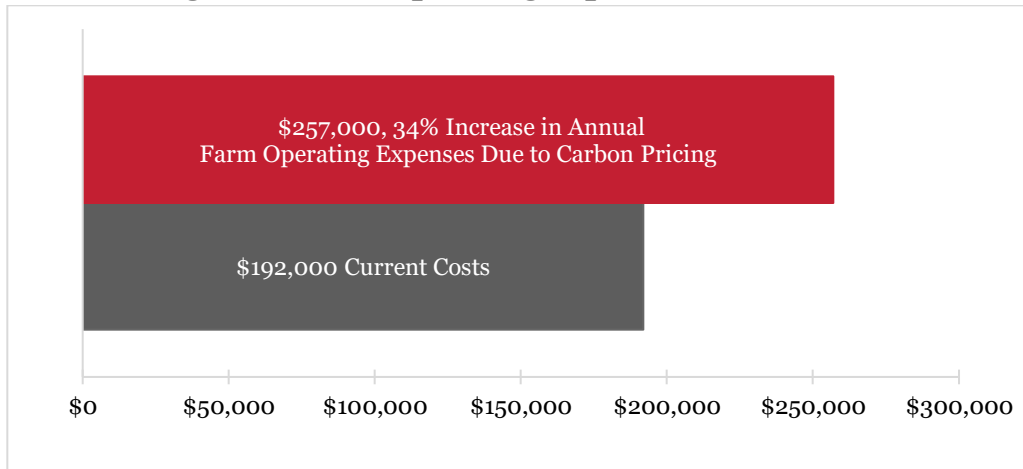 $257,000, 34% Increase in Annual
Farm Operating Expenses Due to Carbon Pricing
$192,000 Current Costs
$0 $50,000 $100,000 $150,000 $200,000 $250,000 $300,000